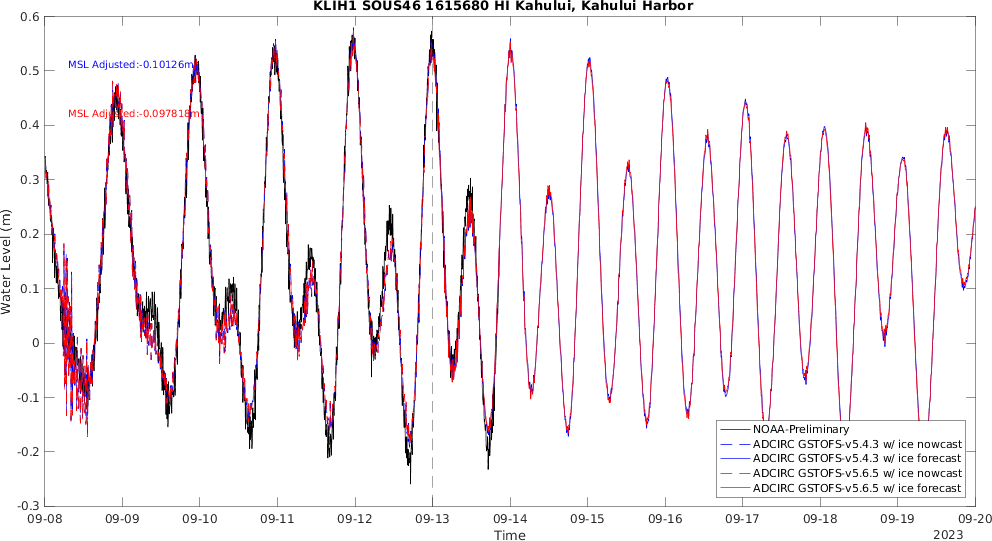 KLIH1 SOUS46 1615680 HI Kahului, Kahului Harbor
0.6
0.5
0.4
0.3
0.2
0.1
0
-0.1
-0.2
-0.3
Water Level (m)
MSL Adjusted:-0.10126m
MSL Adjusted:-0.097818m
NOAA-Preliminary
ADCIRC GSTOFS-v5.4.3 w/ ice nowcast
ADCIRC GSTOFS-v5.4.3 w/ ice forecast
ADCIRC GSTOFS-v5.6.5 w/ ice nowcast
ADCIRC GSTOFS-v5.6.5 w/ ice forecast
09-08 09-09 09-10 09-11 09-12 09-13 09-14 09-15 09-16 09-17 09-18 09-19 09-20
Time
2023